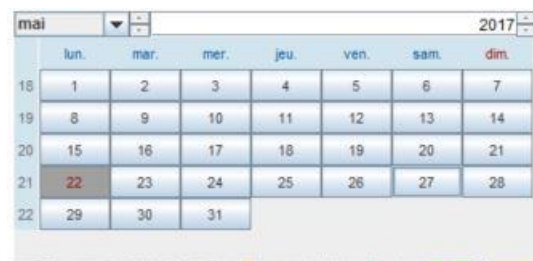 mai 2017
lun. mar. mer. jeu. ven. sam. dim.
18 1 2 3 4 5 6 7
19 8 9 10 11 12 13 14
20 15 16 17 18 19 20 21
21 22 23 24 25 26 27 28
22 29 30 31